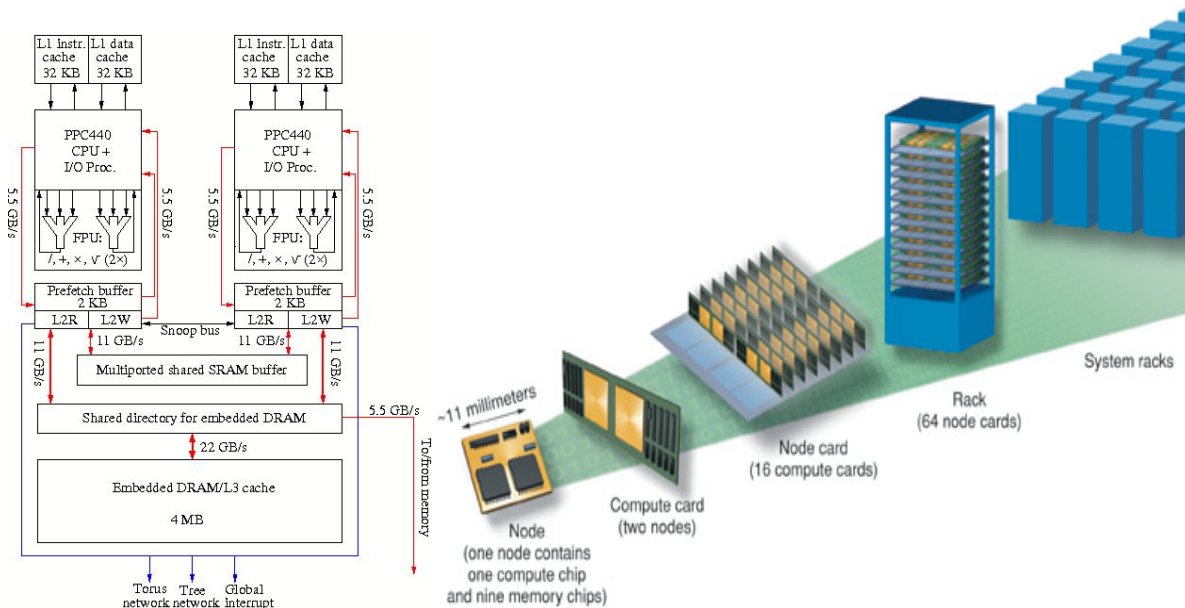 L1 instr. L1 data
cache cache
32 KB 32 KB
L1 instr. L1 data
cache cache
32 KB 32 KB
PPC440
CPU +
I/O Proc.
PPC440
CPU +
I/O Proc.
5.5 GB/s
5.5 GB/s
5.5 GB/s
5.5 GB/s
FPU:
/, +, ×, √ (2×)
FPU:
/, +, ×, √ (2×)
Prefetch buffer
2 KB
L2R L2W
Prefetch buffer
2 KB
L2R L2W
Snoop bus
11 GB/s
11 GB/s
11 GB/s
11 GB/s
Multiported shared SRAM buffer
Shared directory for embedded DRAM
5.5 GB/s
To/from memory
22 GB/s
Embedded DRAM/L3 cache
4 MB
Torus
network
Tree
network
Global
interrupt
~11 millimeters
Node
(one node contains
one compute chip
and nine memory chips)
Compute card
(two nodes)
Node card
(16 compute cards)
Rack
(64 node cards)
System racks